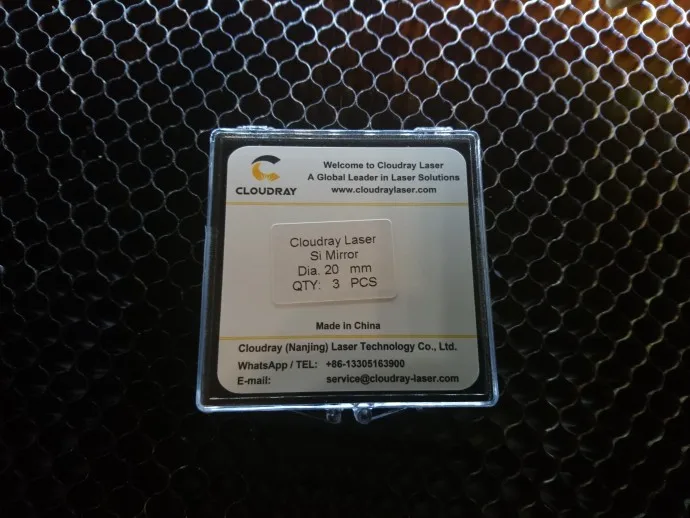 Welcome to Cloudray Laser
A Global Leader in Laser Solutions
CLOUDRAY
www.cloudraylaser.com
Cloudray Laser
Si Mirror
Dia. 20 mm
QTY: 3 PCS
Made in China
Cloudray (Nanjing) Laser Technology Co., Ltd.
WhatsApp / TEL: +86-13305163900
E-mail: service@cloudray-laser.com